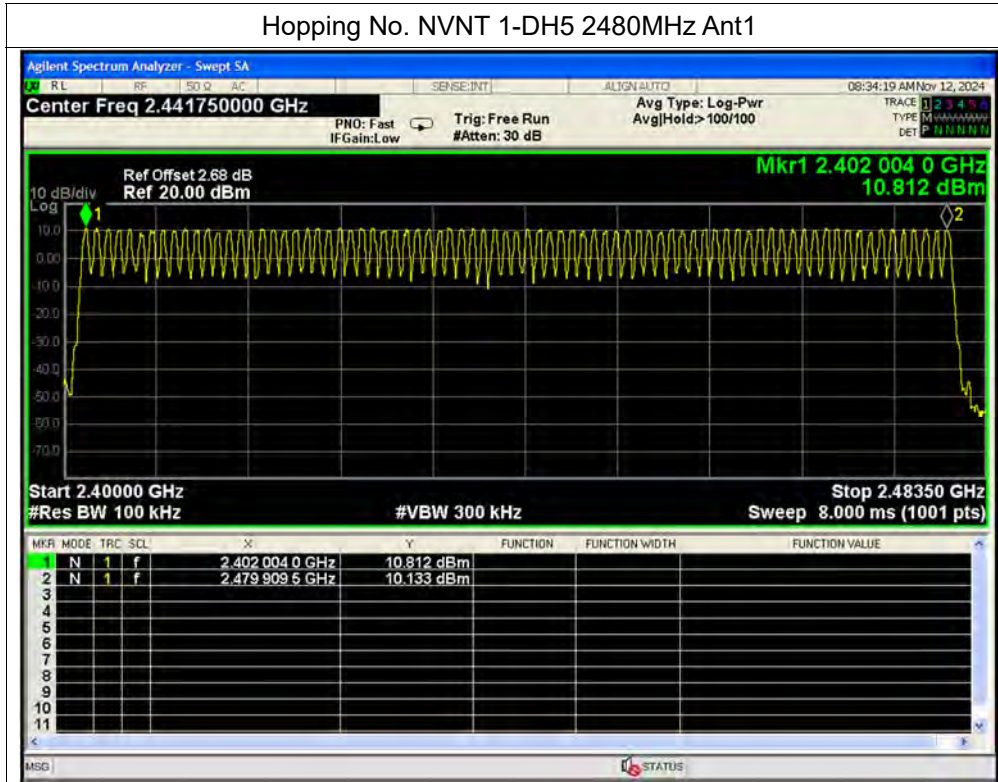 Hopping No. NVNT 1-DH5 2480MHz Ant1
Agilent Spectrum Analyzer - Swept SA
LXI RL RF 50 Ω AC SENSE:INT ALIGN AUTO 08:34:19 AM Nov 12, 2024
Center Freq 2.441750000 GHz
PNO: Fast
IFGain:Low
Trig: Free Run
#Atten: 30 dB
Avg Type: Log-Pwr
Avg|Hold:>100/100
TRACE 1 2 3 4 5 6
TYPE M
DET P N N N N N
Mkr1 2.402 004 0 GHz
10.812 dBm
Ref Offset 2.68 dB
10 dB/div Ref 20.00 dBm
Log
1
2
10.0
0.00
-10.0
-20.0
-30.0
-40.0
-50.0
-60.0
-70.0
Start 2.40000 GHz Stop 2.48350 GHz
#Res BW 100 kHz #VBW 300 kHz Sweep 8.000 ms (1001 pts)
MKR MODE TRC SCL X Y FUNCTION FUNCTION WIDTH FUNCTION VALUE
1 N 1 f 2.402 004 0 GHz 10.812 dBm
2 N 1 f 2.479 909 5 GHz 10.133 dBm
3
4
5
6
7
8
9
10
11
MSG STATUS